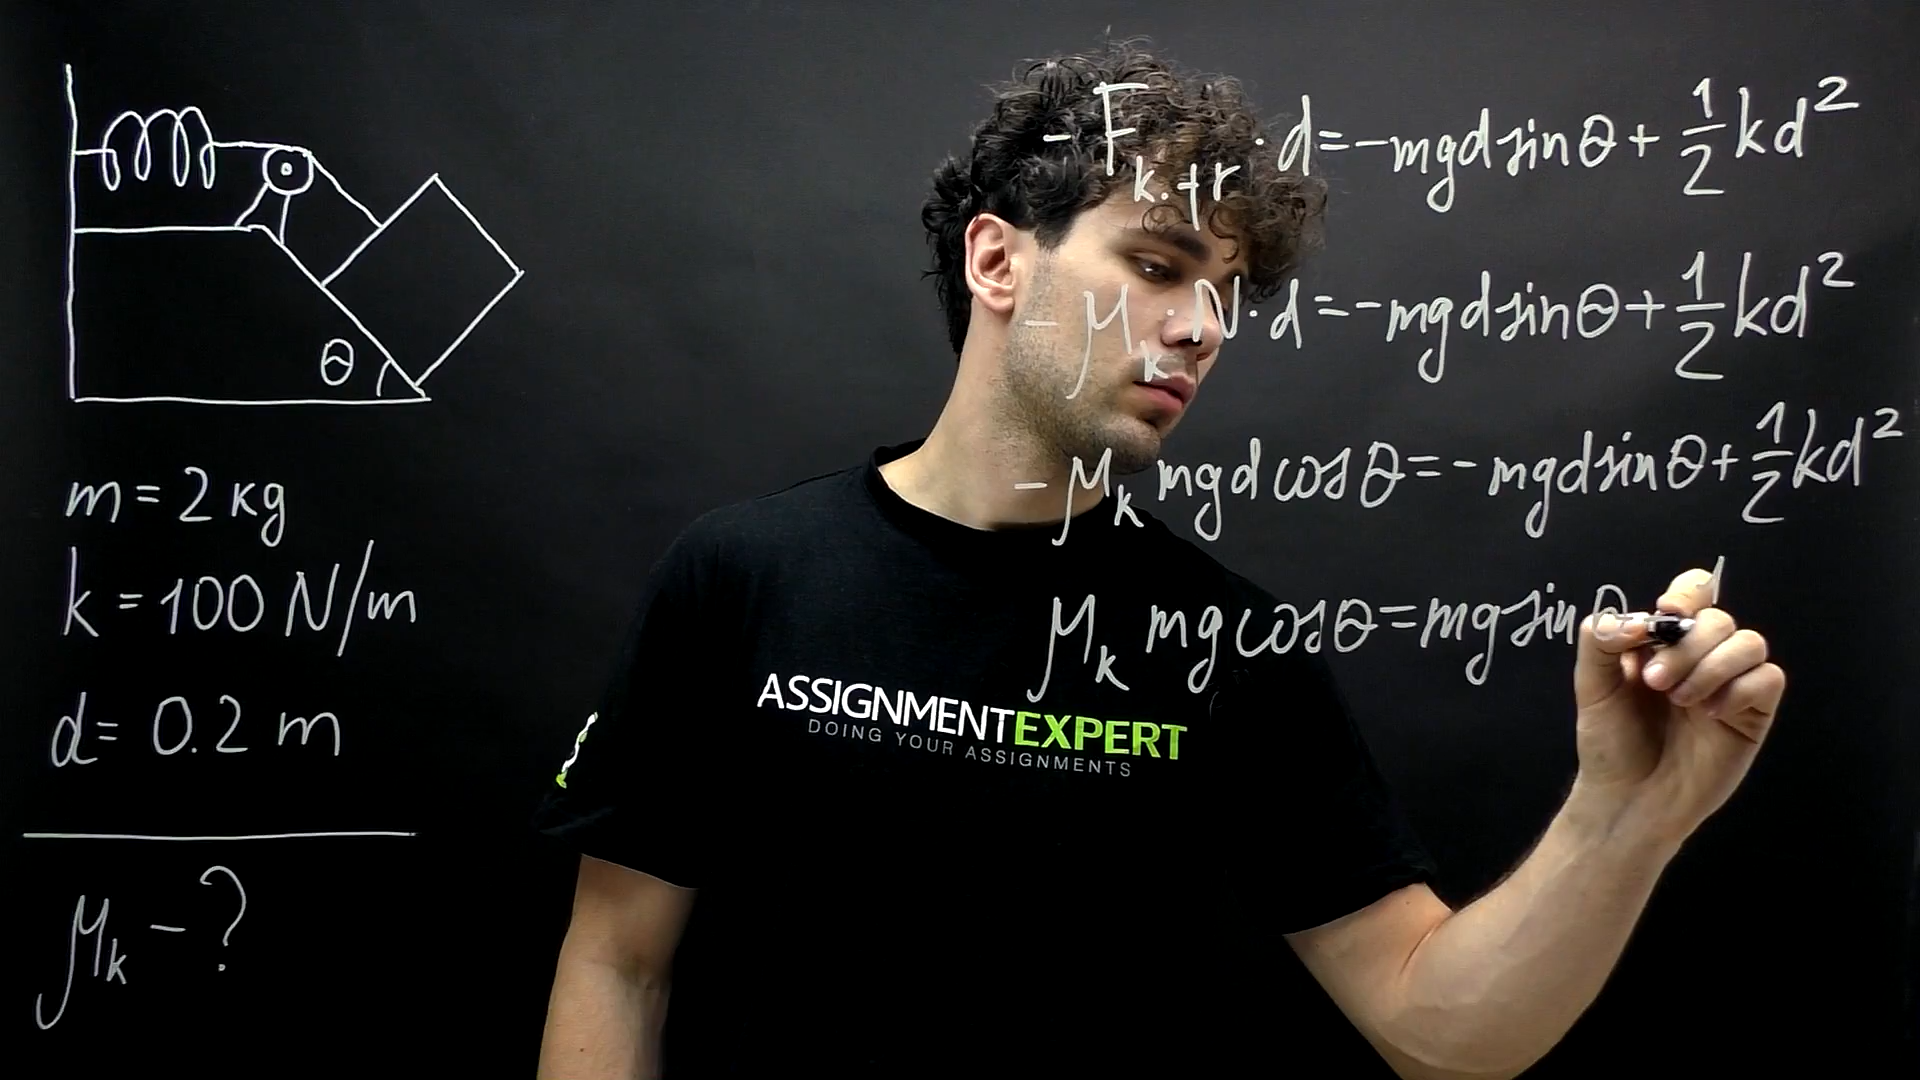 θ
m = 2 кg
k = 100 N/m
d = 0.2 m
μk - ?
- Fk.fr · d = - mgd sinθ + 1/2 kd²
- μk · N · d = - mgd sinθ + 1/2 kd²
- μk mgd cosθ = - mgd sinθ + 1/2 kd²
μk mg cosθ = mg sinθ
ASSIGNMENTEXPERT
DOING YOUR ASSIGNMENTS